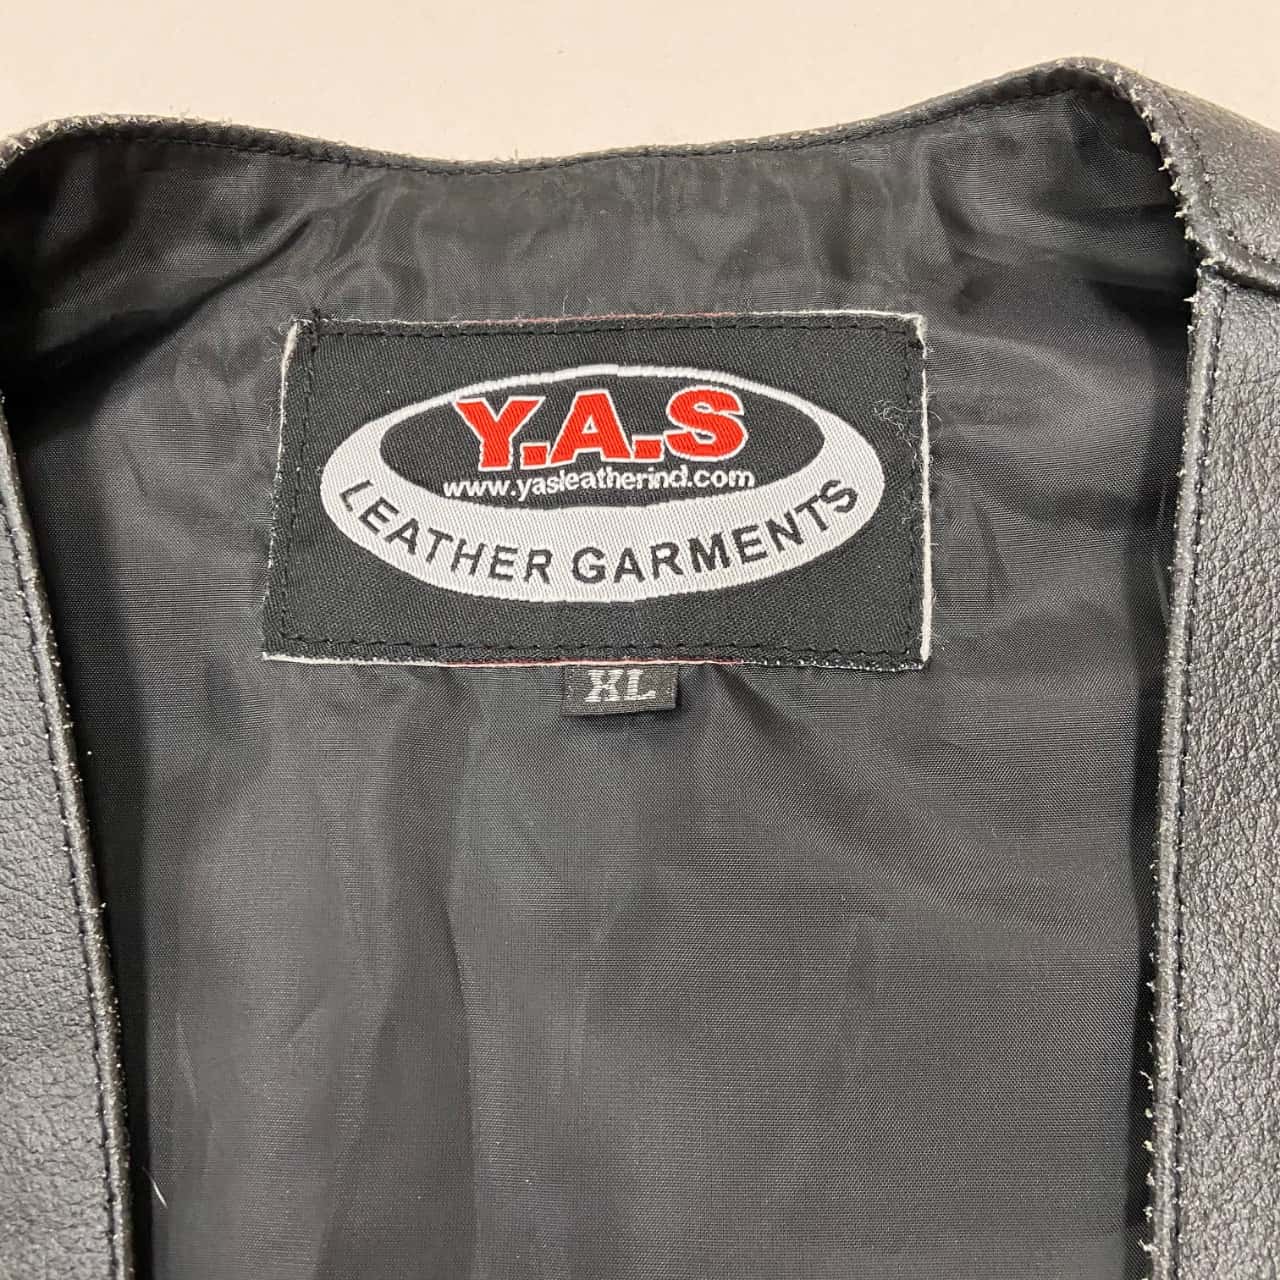 Y.A.S
www.yasleatherind.com
LEATHER GARMENTS
XL